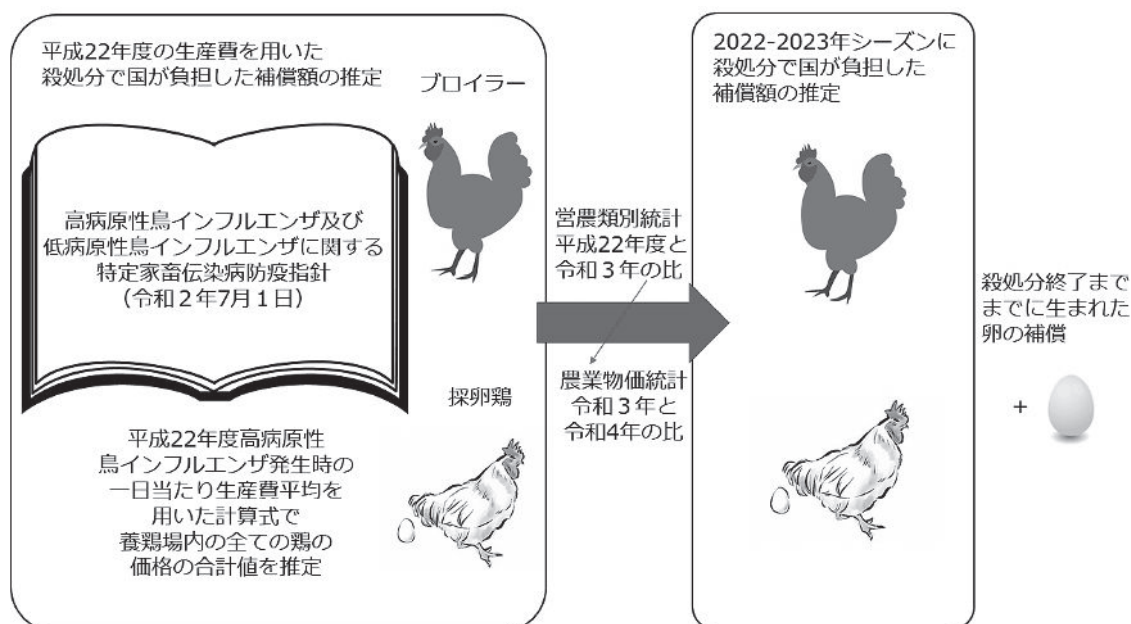 平成22年度の生産費を用いた
殺処分で国が負担した補償額の推定
ブロイラー
高病原性鳥インフルエンザ及び
低病原性鳥インフルエンザに関する
特定家畜伝染病防疫指針
（令和２年7月１日）
採卵鶏
平成22年度高病原性
鳥インフルエンザ発生時の
一日当たり生産費平均を
用いた計算式で
養鶏場内の全ての鶏の
価格の合計値を推定
営農類別統計
平成22年度と
令和３年の比
農業物価統計
令和３年と
令和4年の比
2022-2023年シーズンに
殺処分で国が負担した
補償額の推定
殺処分終了まで
までに生まれた
卵の補償
+